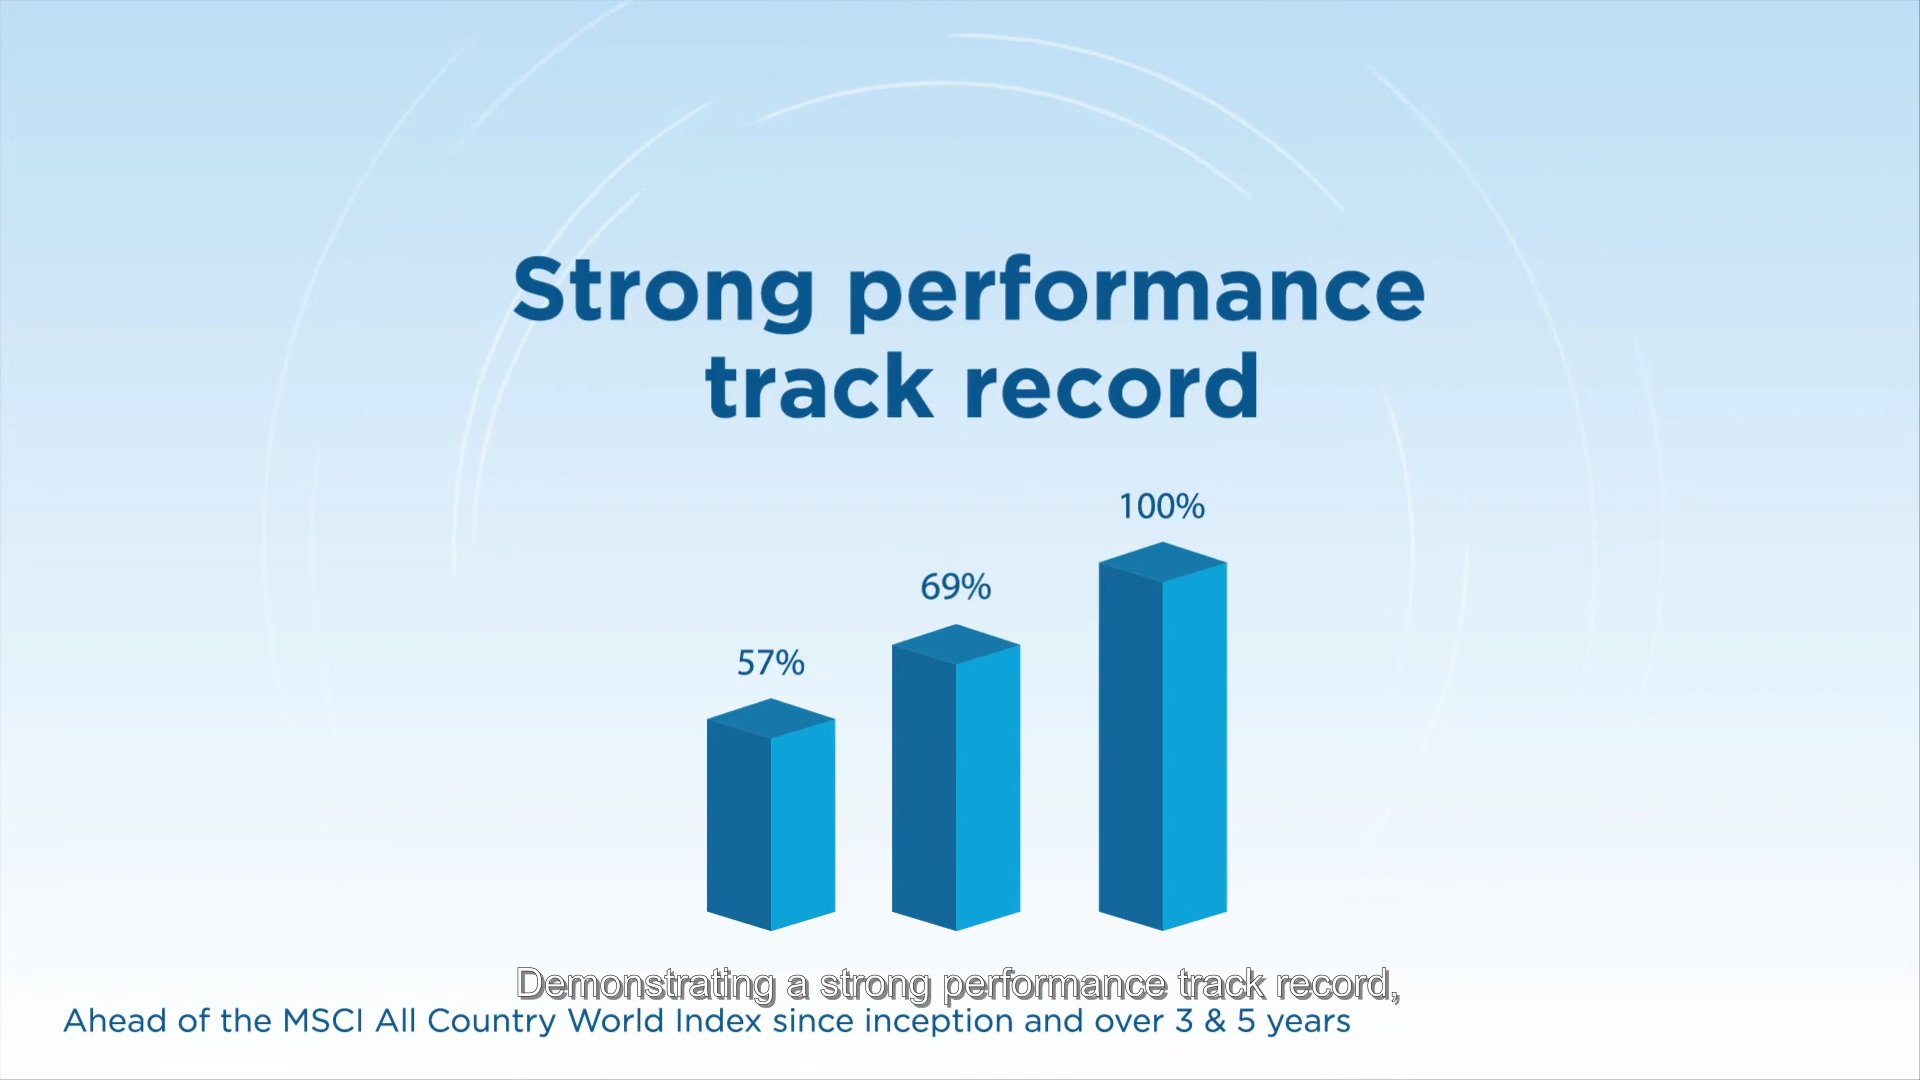 Strong performance
track record
100%
69%
57%
Demonstrating a strong performance track record,
Ahead of the MSCI All Country World Index since inception and over 3 & 5 years